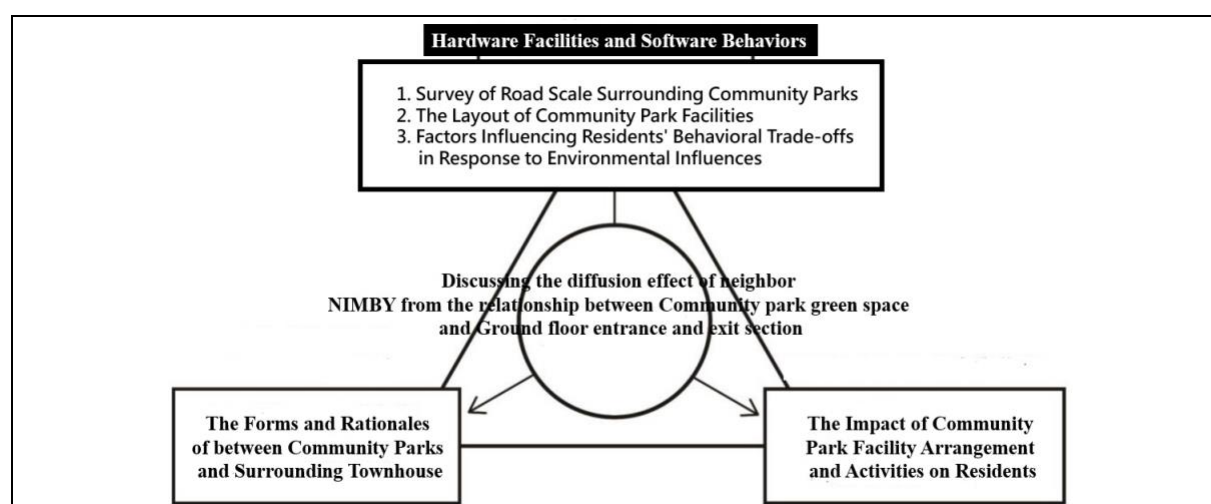 Hardware Facilities and Software Behaviors
1. Survey of Road Scale Surrounding Community Parks
2. The Layout of Community Park Facilities
3. Factors Influencing Residents' Behavioral Trade-offs
in Response to Environmental Influences
Discussing the diffusion effect of neighbor
NIMBY from the relationship between Community park green space
and Ground floor entrance and exit section
The Forms and Rationales
of between Community Parks
and Surrounding Townhouse
The Impact of Community
Park Facility Arrangement
and Activities on Residents